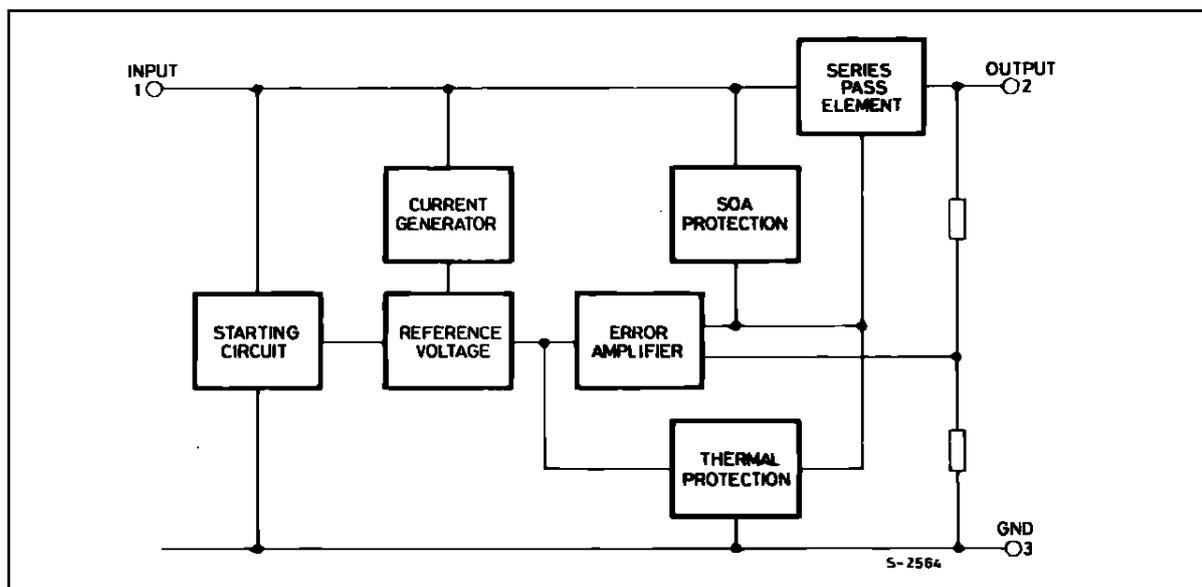 INPUT
1
SERIES
PASS
ELEMENT
OUTPUT
2
CURRENT
GENERATOR
SOA
PROTECTION
STARTING
CIRCUIT
REFERENCE
VOLTAGE
ERROR
AMPLIFIER
THERMAL
PROTECTION
GND
3
S-2564